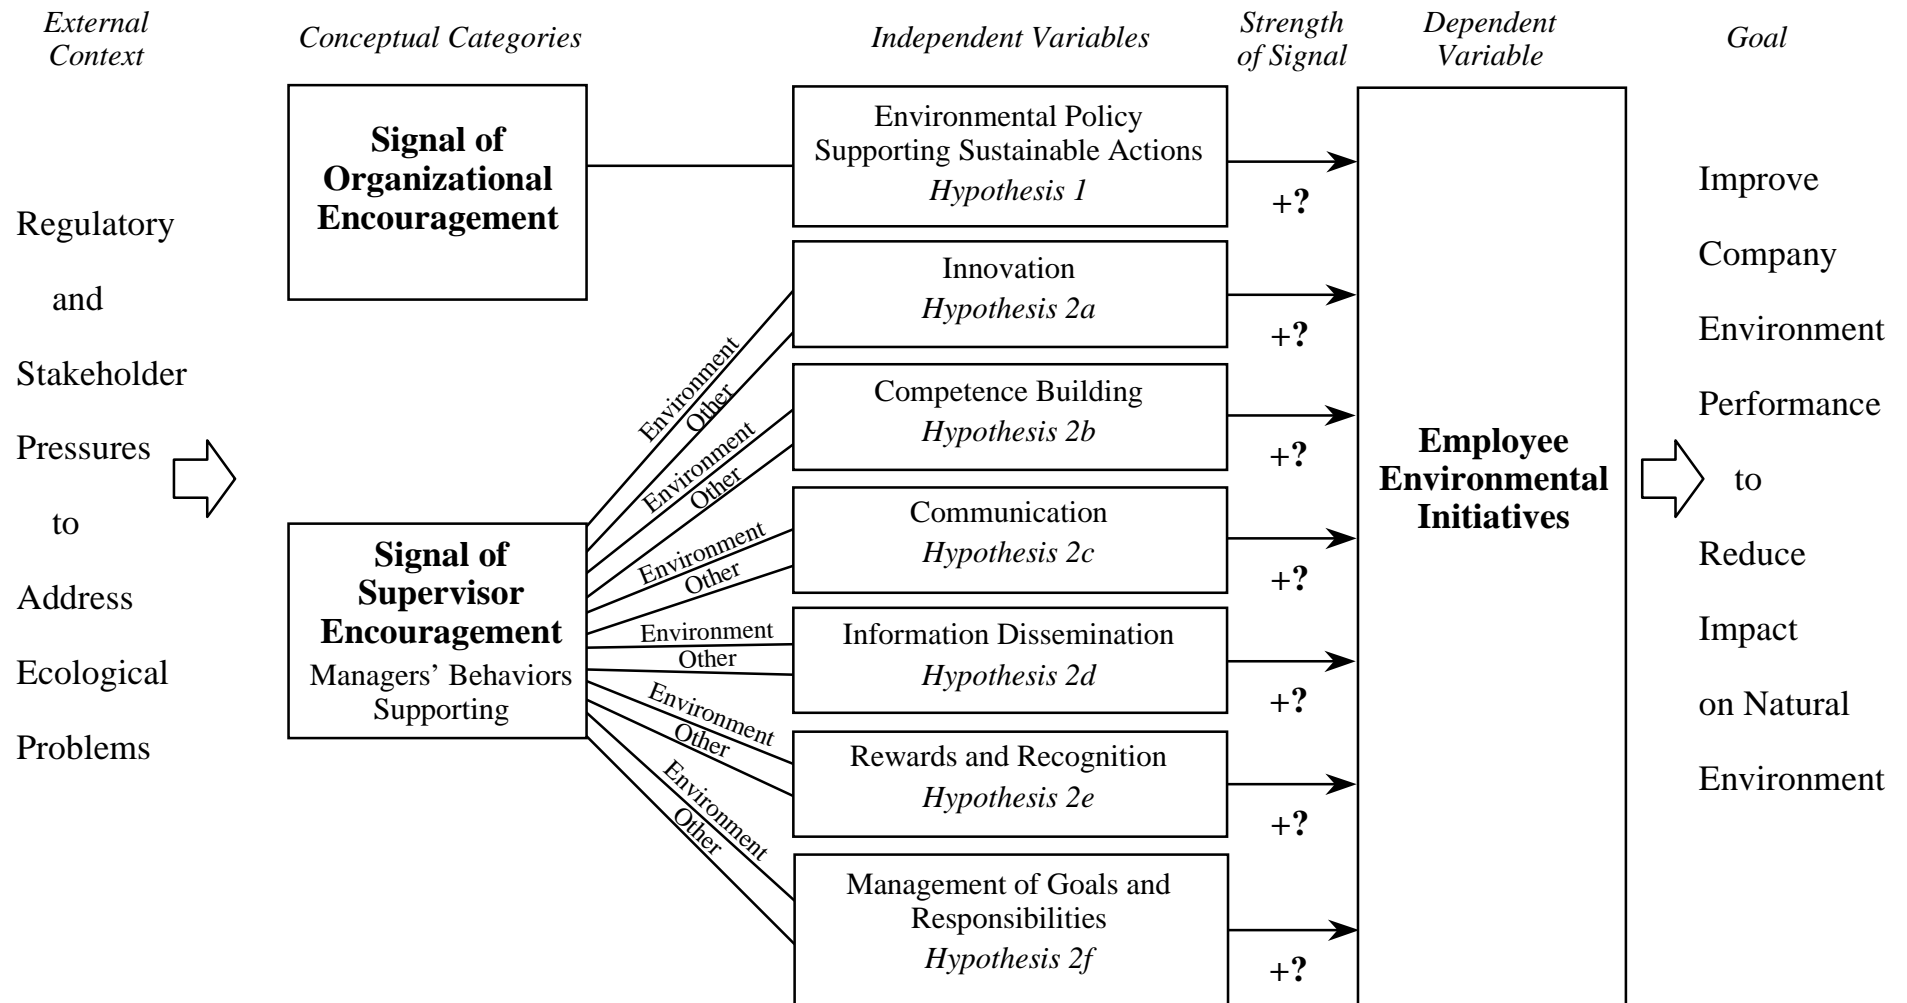 External
Context
Conceptual Categories
Independent Variables
Strength
of Signal
Dependent
Variable
Goal
Regulatory
and
Stakeholder
Pressures
to
Address
Ecological
Problems
Signal of
Organizational
Encouragement
Signal of
Supervisor
Encouragement
Managers’ Behaviors
Supporting
Environment
Other
Environment
Other
Environment
Other
Environment
Other
Environment
Other
Environment
Other
Environmental Policy
Supporting Sustainable Actions
Hypothesis 1
Innovation
Hypothesis 2a
Competence Building
Hypothesis 2b
Communication
Hypothesis 2c
Information Dissemination
Hypothesis 2d
Rewards and Recognition
Hypothesis 2e
Management of Goals and
Responsibilities
Hypothesis 2f
+?
+?
+?
+?
+?
+?
+?
Employee
Environmental
Initiatives
Improve
Company
Environment
Performance
to
Reduce
Impact
on Natural
Environment